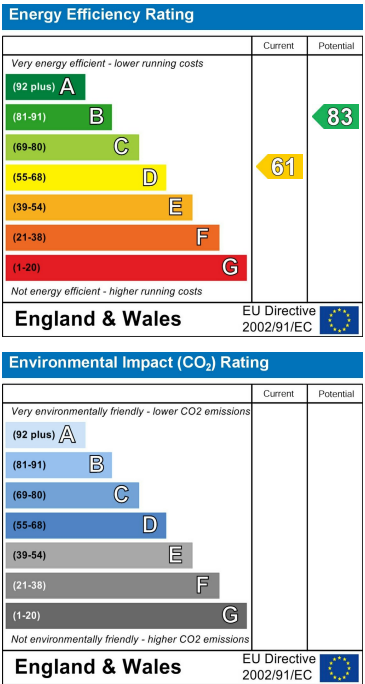 Energy Efficiency Rating
Current Potential
Very energy efficient - lower running costs
(92 plus) A
(81-91) B
83
(69-80) C
(55-68) D
61
(39-54) E
(21-38) F
(1-20) G
Not energy efficient - higher running costs
England & Wales
EU Directive
2002/91/EC
Environmental Impact (CO₂) Rating
Current Potential
Very environmentally friendly - lower CO2 emissions
(92 plus) A
(81-91) B
(69-80) C
(55-68) D
(39-54) E
(21-38) F
(1-20) G
Not environmentally friendly - higher CO2 emissions
England & Wales
EU Directive
2002/91/EC